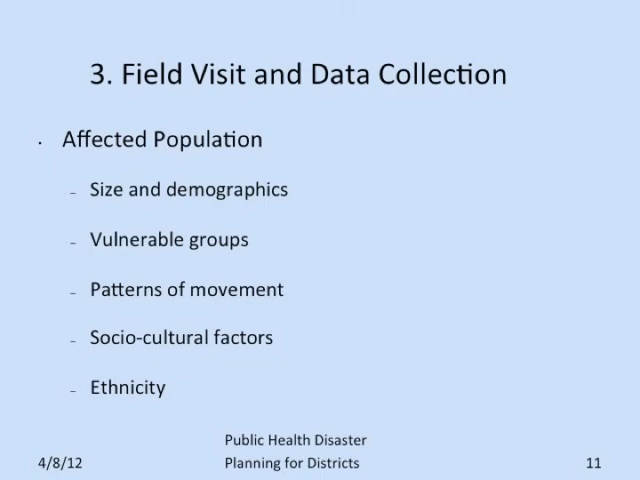 3. Field Visit and Data Collection
• Affected Population
– Size and demographics
– Vulnerable groups
– Patterns of movement
– Socio-cultural factors
– Ethnicity
Public Health Disaster
4/8/12 Planning for Districts 11